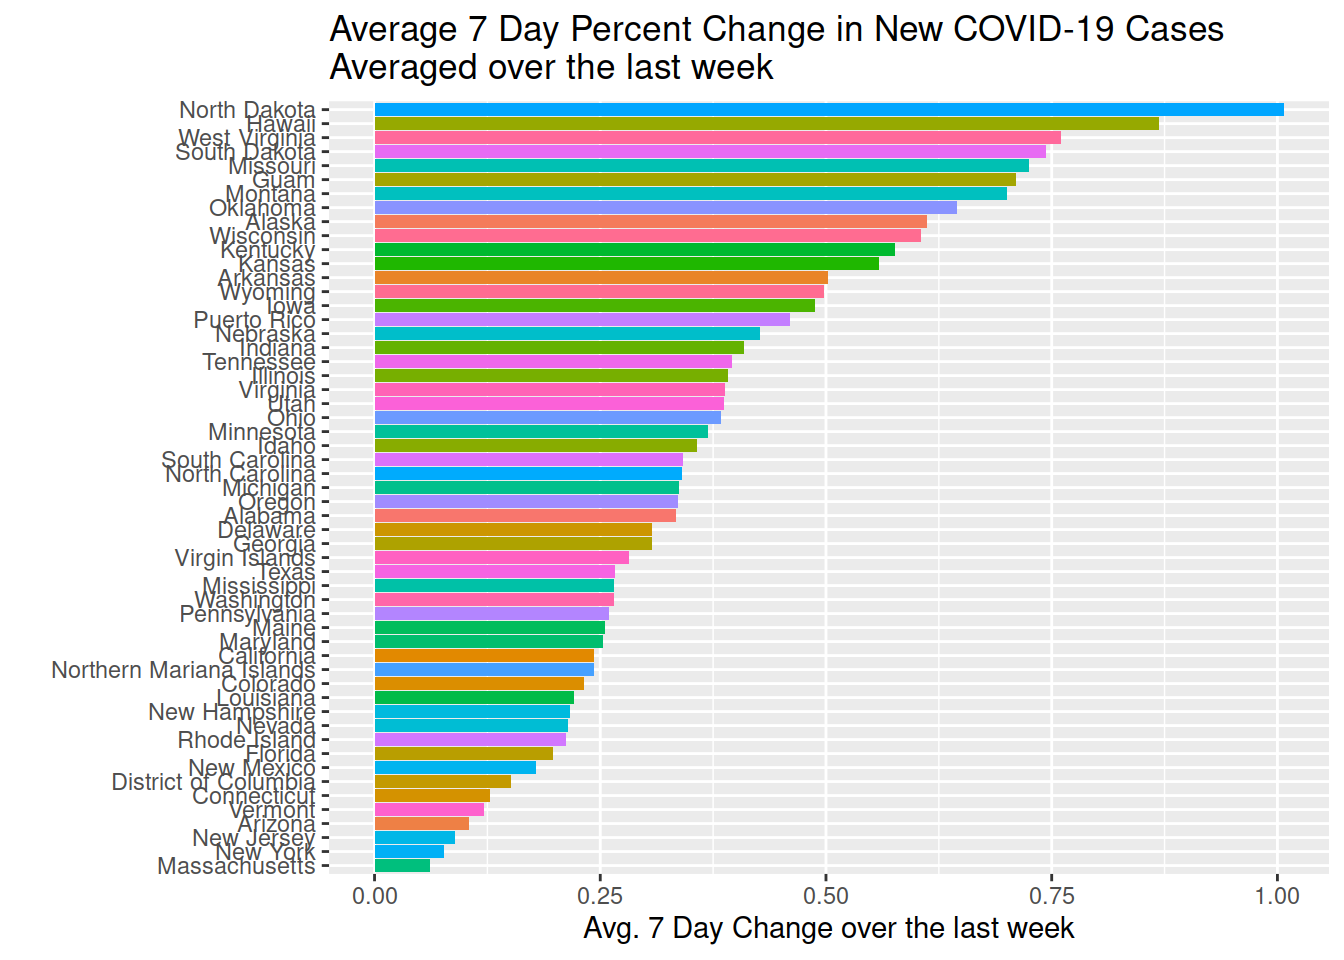 Average 7 Day Percent Change in New COVID-19 Cases
Averaged over the last week
North Dakota
Hawaii
West Virginia
South Dakota
Missouri
Guam
Montana
Oklahoma
Alaska
Wisconsin
Kentucky
Kansas
Arkansas
Wyoming
Iowa
Puerto Rico
Nebraska
Indiana
Tennessee
Illinois
Virginia
Utah
Ohio
Minnesota
Idaho
South Carolina
North Carolina
Michigan
Oregon
Alabama
Delaware
Georgia
Virgin Islands
Texas
Mississippi
Washington
Pennsylvania
Maine
Maryland
California
Northern Mariana Islands
Colorado
Louisiana
New Hampshire
Nevada
Rhode Island
Florida
New Mexico
District of Columbia
Connecticut
Vermont
Arizona
New Jersey
New York
Massachusetts
0.00 0.25 0.50 0.75 1.00
Avg. 7 Day Change over the last week